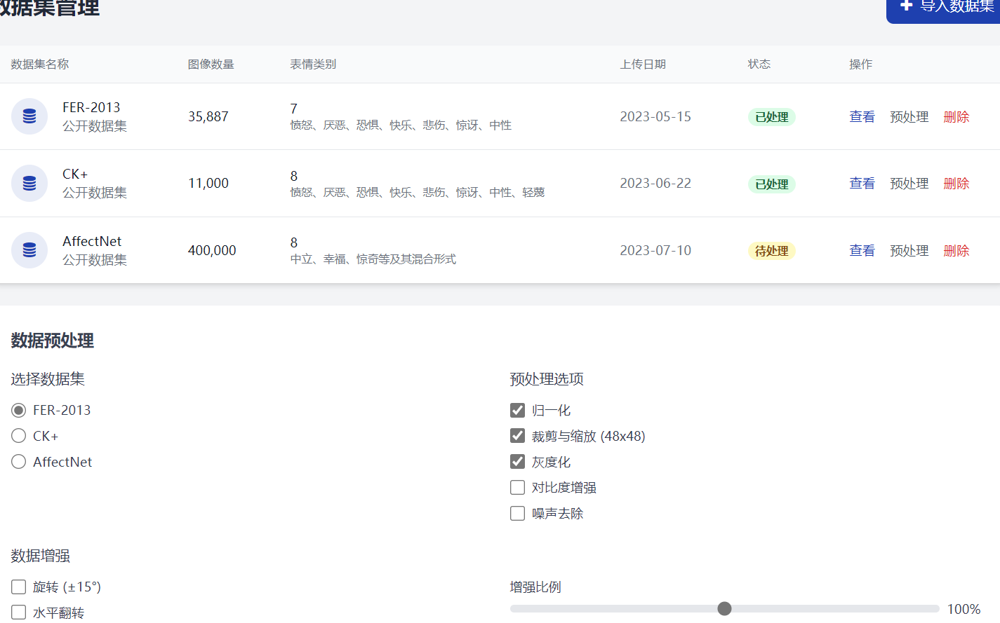 数据集管理
导入数据集
数据集名称 图像数量 表情类别 上传日期 状态 操作
FER-2013
公开数据集
35,887
7
愤怒、厌恶、恐惧、快乐、悲伤、惊讶、中性
2023-05-15
已处理
查看 预处理 删除
CK+
公开数据集
11,000
8
愤怒、厌恶、恐惧、快乐、悲伤、惊讶、中性、轻蔑
2023-06-22
已处理
查看 预处理 删除
AffectNet
公开数据集
400,000
8
中立、幸福、惊奇等及其混合形式
2023-07-10
待处理
查看 预处理 删除
数据预处理
选择数据集
FER-2013
CK+
AffectNet
预处理选项
归一化
裁剪与缩放 (48x48)
灰度化
对比度增强
噪声去除
数据增强
旋转 (±15°)
水平翻转
增强比例
100%